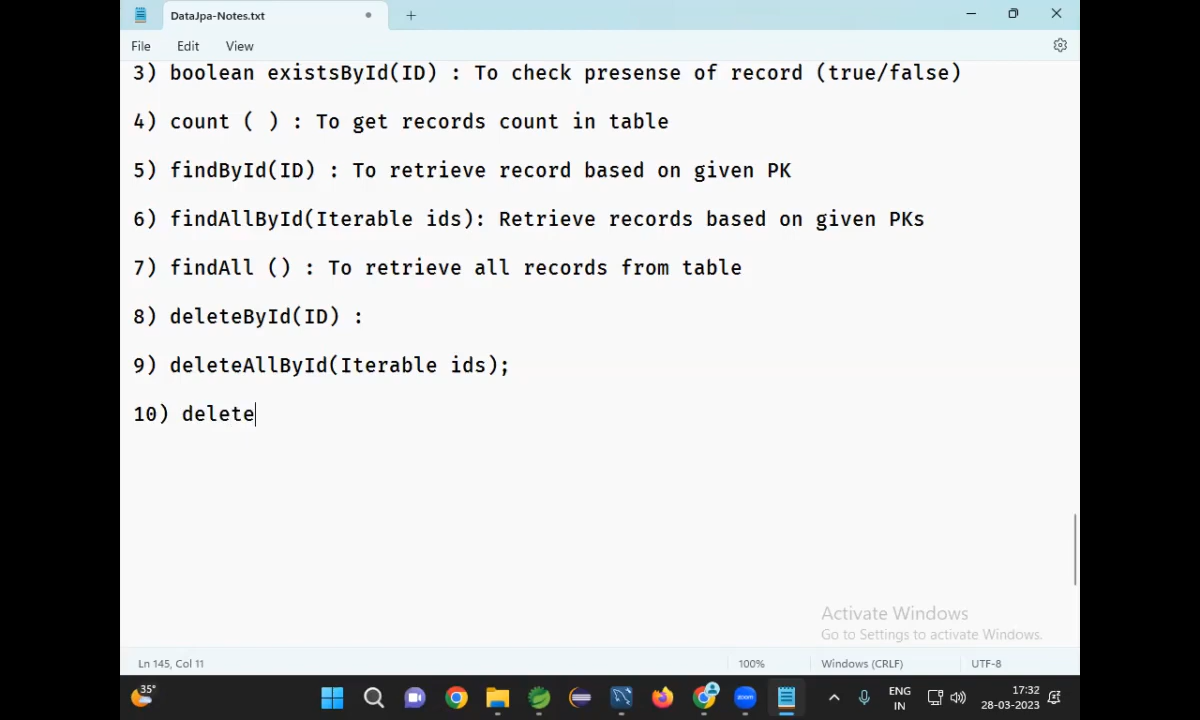 DataJpa-Notes.txt
File Edit View
3) boolean existsById(ID) : To check presense of record (true/false)
4) count ( ) : To get records count in table
5) findById(ID) : To retrieve record based on given PK
6) findAllById(Iterable ids): Retrieve records based on given PKs
7) findAll () : To retrieve all records from table
8) deleteById(ID) :
9) deleteAllById(Iterable ids);
10) delete
Activate Windows
Go to Settings to activate Windows.
Ln 145, Col 11 100% Windows (CRLF) UTF-8
35° zoom ENG 17:32
IN 28-03-2023